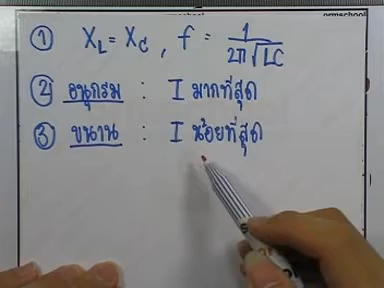 ormschool
① X_L = X_C , f = 1/2π√LC
② อนุกรม : I มากที่สุด
③ ขนาน : I น้อยที่สุด